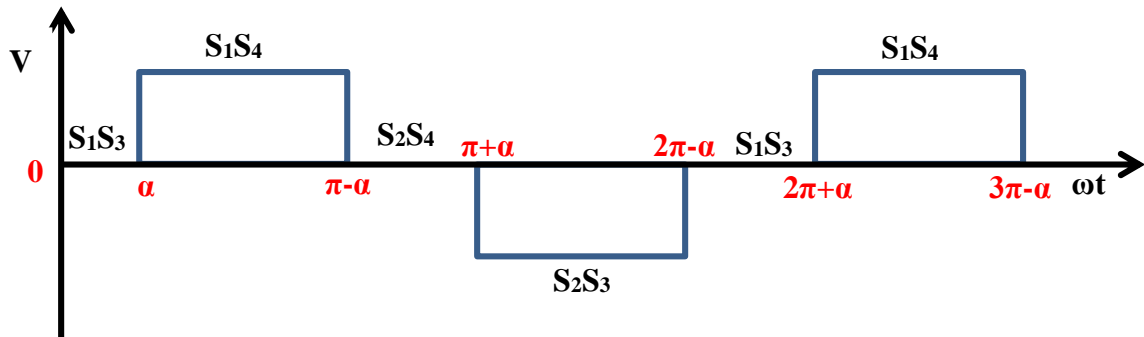 V
S₁S₄
S₁S₄
S₁S₃
S₂S₄
π+α
2π-α
S₁S₃
0
α
π-α
2π+α
3π-α
ωt
S₂S₃